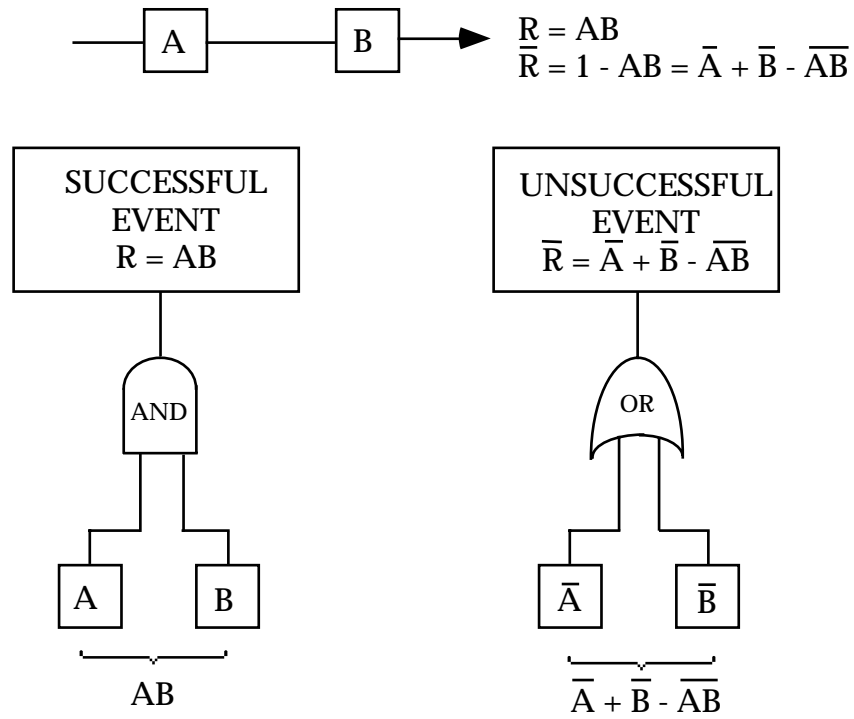 A
B
R = AB
R̅ = 1 - AB = A̅ + B̅ - A̅B̅
SUCCESSFUL
EVENT
R = AB
UNSUCCESSFUL
EVENT
R̅ = A̅ + B̅ - A̅B̅
AND
OR
A
B
A̅
B̅
AB
A̅ + B̅ - A̅B̅